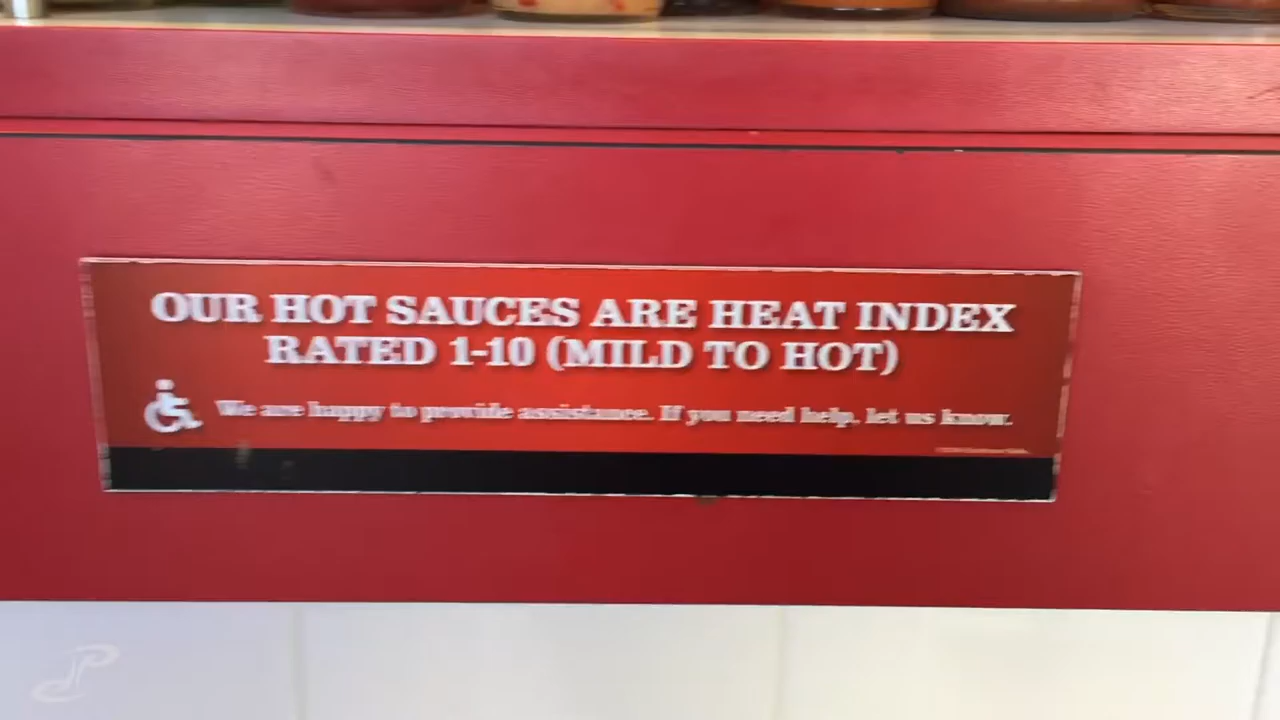 OUR HOT SAUCES ARE HEAT INDEX
RATED 1-10 (MILD TO HOT)
We are happy to provide assistance. If you need help, let us know.